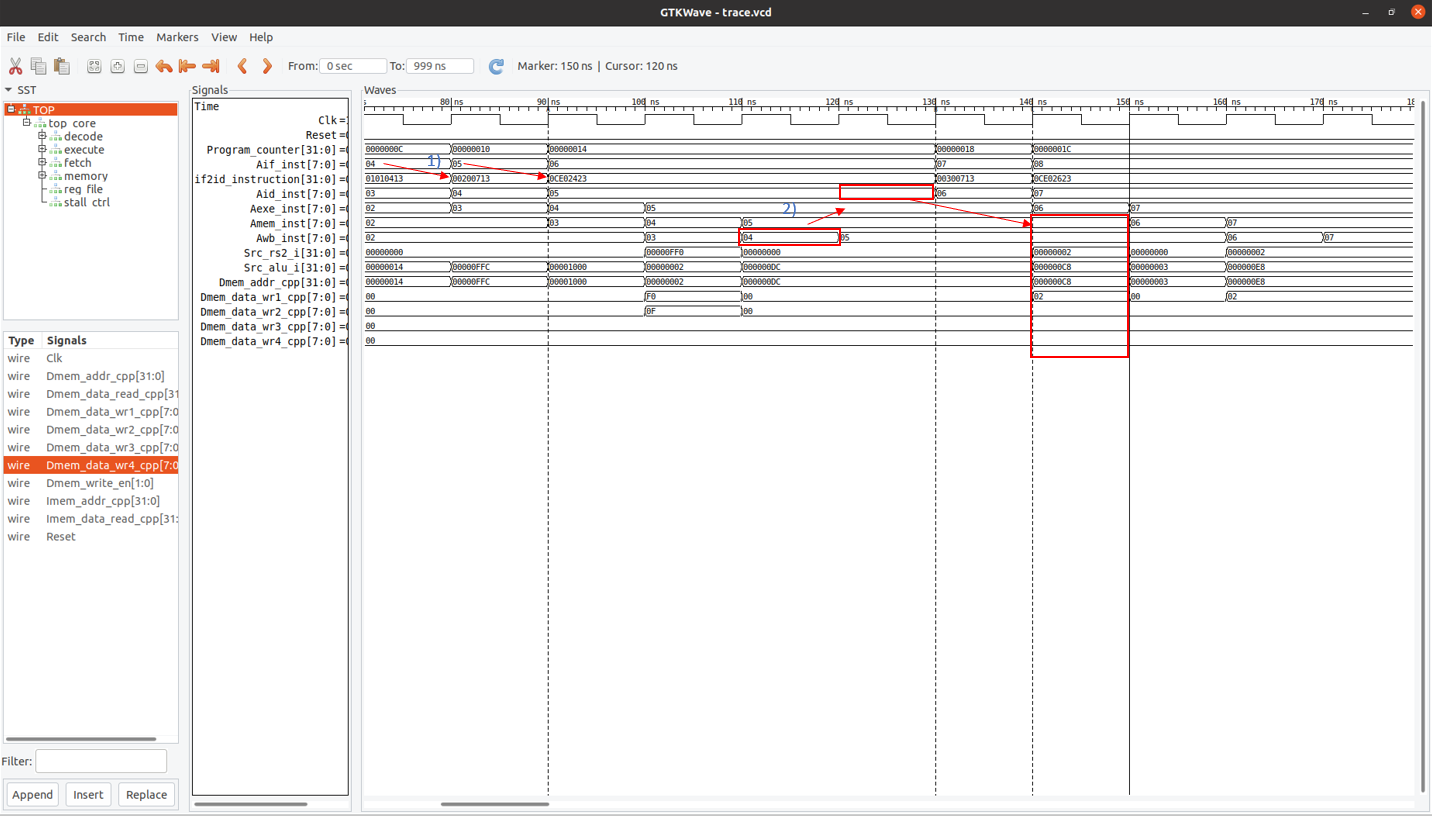 GTKWave - trace.vcd
File Edit Search Time Markers View Help
From: 0 sec To: 999 ns Marker: 150 ns | Cursor: 120 ns
SST
TOP
top_core
decode
execute
fetch
memory
reg_file
stall_ctrl
Type Signals
wire Clk
wire Dmem_addr_cpp[31:0]
wire Dmem_data_read_cpp[31
wire Dmem_data_wr1_cpp[7:0
wire Dmem_data_wr2_cpp[7:0
wire Dmem_data_wr3_cpp[7:0
wire Dmem_data_wr4_cpp[7:0
wire Dmem_write_en[1:0]
wire Imem_addr_cpp[31:0]
wire Imem_data_read_cpp[31:
wire Reset
Filter:
Append Insert Replace
Signals
Time
Clk =
Reset =
Program_counter[31:0] =
Aif_inst[7:0] =
if2id_instruction[31:0] =
Aid_inst[7:0] =
Aexe_inst[7:0] =
Amem_inst[7:0] =
Awb_inst[7:0] =
Src_rs2_i[31:0] =
Src_alu_i[31:0] =
Dmem_addr_cpp[31:0] =
Dmem_data_wr1_cpp[7:0] =
Dmem_data_wr2_cpp[7:0] =
Dmem_data_wr3_cpp[7:0] =
Dmem_data_wr4_cpp[7:0] =
Waves
s 80 ns 90 ns 100 ns 110 ns 120 ns 130 ns 140 ns 150 ns 160 ns 170 ns 18
0000000C 00000010 00000014 00000018 0000001C
1)
04 05 06 07 08
01010413 00200713 0CE02423 00300713 0CE02623
03 04 05 06 07
02 03 04 05 06 07
2)
02 03 04 05 06 07
02 03 04 05 06 07
00000000 00000FF0 00000000 00000002 00000000 00000002
00000014 00000FFC 00001000 00000002 000000DC 000000C8 00000003 000000E8
00000014 00000FFC 00001000 00000002 000000DC 000000C8 00000003 000000E8
00 F0 00 02 00 02
00 0F 00
00
00